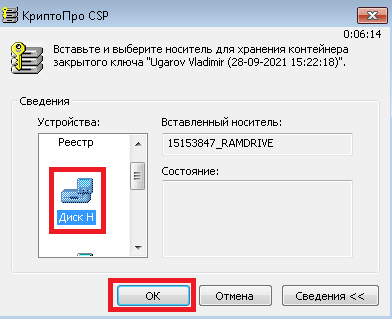 КриптоПро CSP
0:06:14
Вставьте и выберите носитель для хранения контейнера
закрытого ключа "Ugarov Vladimir (28-09-2021 15:22:18)".
Сведения
Устройства:
Вставленный носитель:
Реестр
15153847_RAMDRIVE
Состояние:
Диск H
ОК
Отмена
Сведения <<